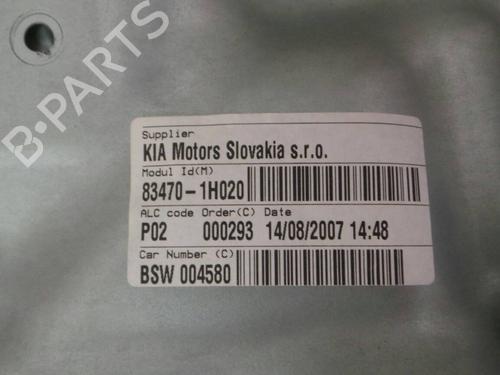 B-PARTS
Supplier
KIA Motors Slovakia s.r.o.
Modul Id(M)
83470-1H020
ALC code Order(C) Date
P02 000293 14/08/2007 14:48
Car Number (C)
BSW 004580